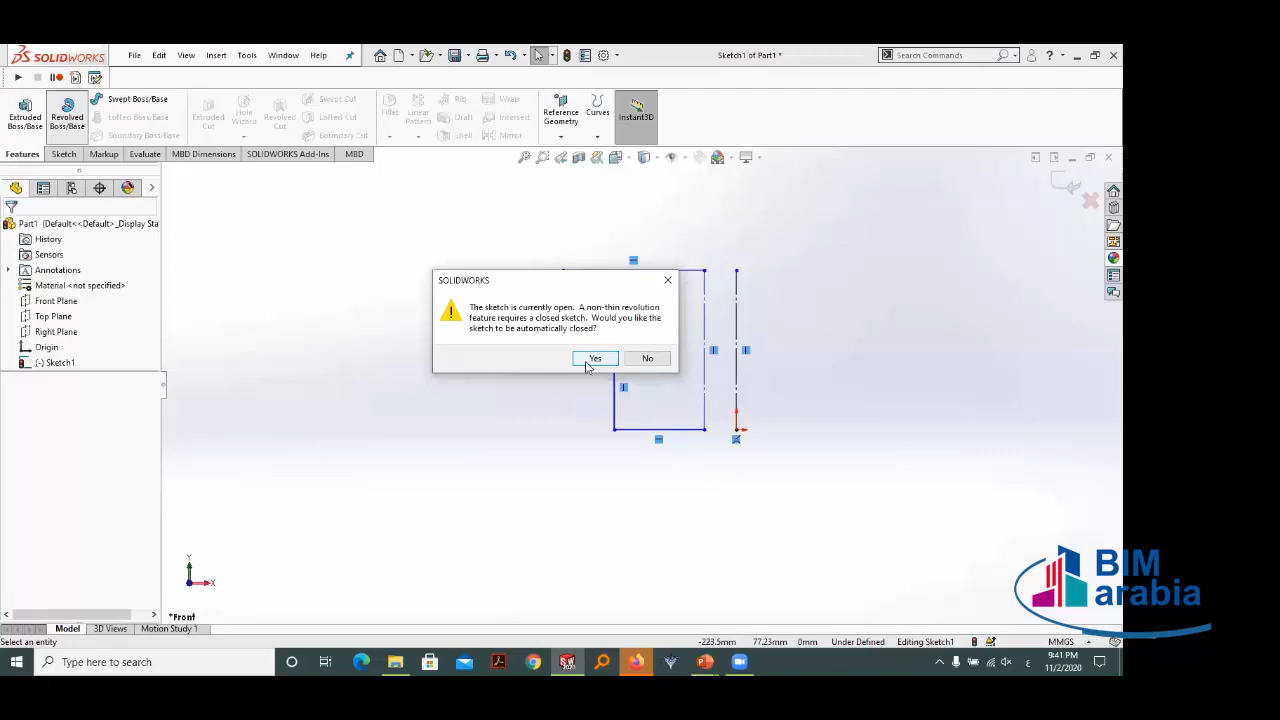 SOLIDWORKS
File Edit View Insert Tools Window Help
Sketch1 of Part1 *
Search Commands
Extruded Boss/Base
Revolved Boss/Base
Swept Boss/Base
Lofted Boss/Base
Boundary Boss/Base
Extruded Cut
Hole Wizard
Revolved Cut
Swept Cut
Lofted Cut
Boundary Cut
Fillet
Linear Pattern
Rib
Draft
Shell
Wrap
Intersect
Mirror
Reference Geometry
Curves
Instant3D
Features Sketch Markup Evaluate MBD Dimensions SOLIDWORKS Add-Ins MBD
Part1 (Default<<Default>_Display Sta
History
Sensors
Annotations
Material <not specified>
Front Plane
Top Plane
Right Plane
Origin
(-) Sketch1
SOLIDWORKS
The sketch is currently open. A non-thin revolution
feature requires a closed sketch. Would you like the
sketch to be automatically closed?
Yes No
Y
X
*Front
BIM
arabia
Model 3D Views Motion Study 1
Select an entity
-223.5mm 77.23mm 0mm Under Defined Editing Sketch1 MMGS
Type here to search
ع
9:41 PM
11/2/2020